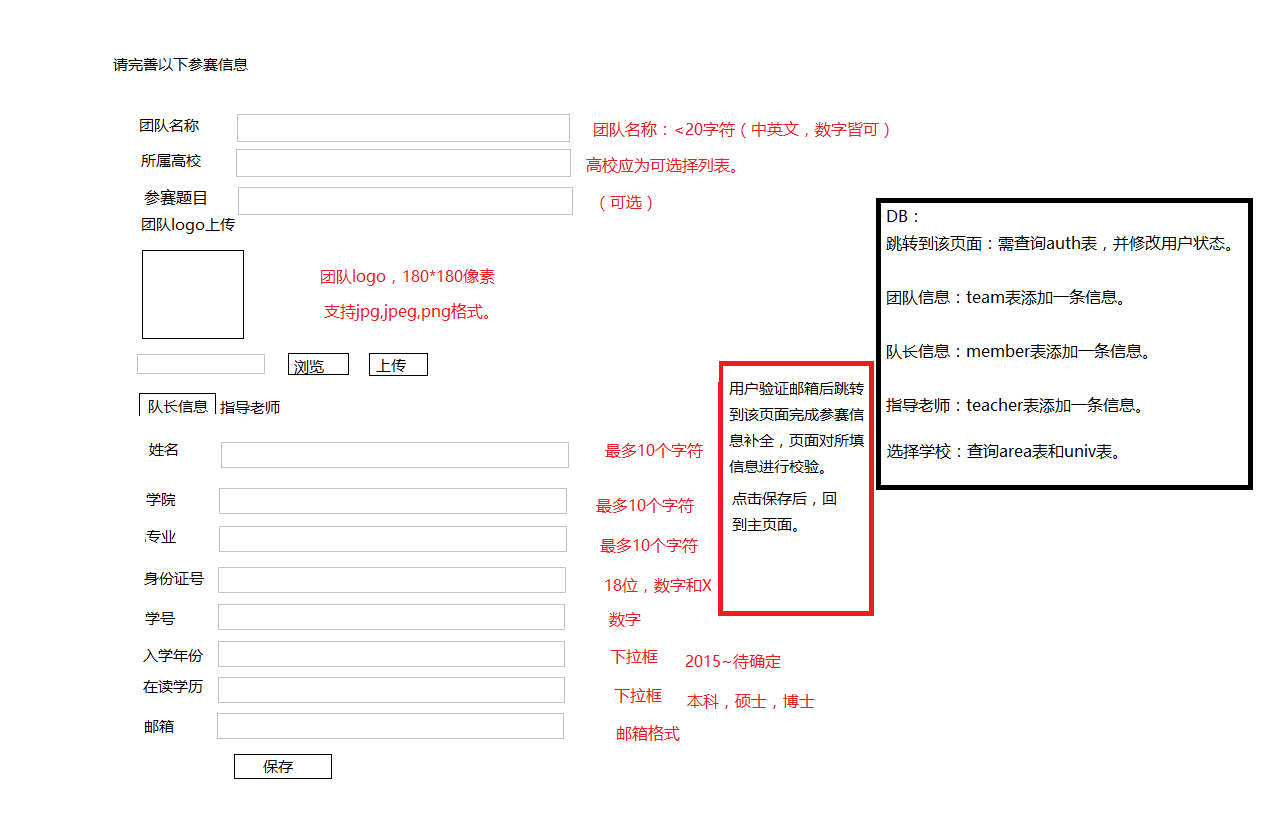 请完善以下参赛信息
团队名称
团队名称：<20字符（中英文，数字皆可）
所属高校
高校应为可选择列表。
参赛题目
（可选）
团队logo上传
团队logo，180*180像素
支持jpg,jpeg,png格式。
浏览
上传
队长信息
指导老师
姓名
最多10个字符
学院
最多10个字符
专业
最多10个字符
身份证号
18位，数字和X
学号
数字
入学年份
下拉框
2015~待确定
在读学历
下拉框
本科，硕士，博士
邮箱
邮箱格式
保存
用户验证邮箱后跳转
到该页面完成参赛信
息补全，页面对所填
信息进行校验。
点击保存后，回
到主页面。
DB：
跳转到该页面：需查询auth表，并修改用户状态。
团队信息：team表添加一条信息。
队长信息：member表添加一条信息。
指导老师：teacher表添加一条信息。
选择学校：查询area表和univ表。